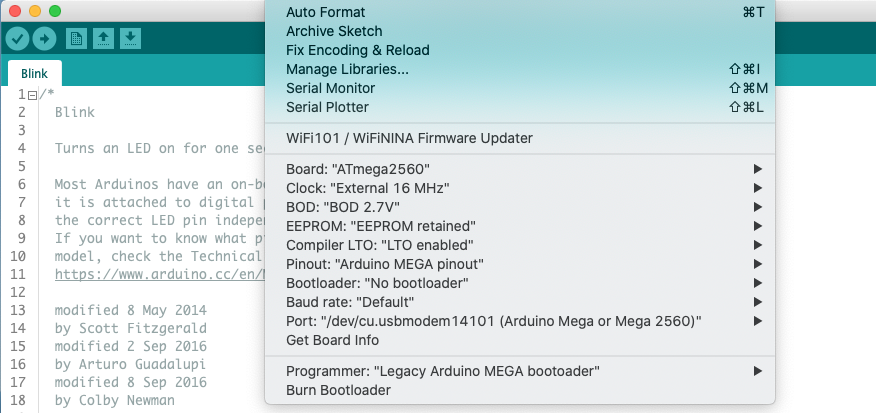 Auto Format ⌘T
Archive Sketch
Fix Encoding & Reload
Manage Libraries... ⇧⌘I
Serial Monitor ⇧⌘M
Serial Plotter ⇧⌘L
WiFi101 / WiFiNINA Firmware Updater
Board: "ATmega2560"
Clock: "External 16 MHz"
BOD: "BOD 2.7V"
EEPROM: "EEPROM retained"
Compiler LTO: "LTO enabled"
Pinout: "Arduino MEGA pinout"
Bootloader: "No bootloader"
Baud rate: "Default"
Port: "/dev/cu.usbmodem14101 (Arduino Mega or Mega 2560)"
Get Board Info
Programmer: "Legacy Arduino MEGA bootoader"
Burn Bootloader
Blink
1 /*
2 Blink
3
4 Turns an LED on for one se
5
6 Most Arduinos have an on-b
7 it is attached to digital
8 the correct LED pin indepen
9 If you want to know what p
10 model, check the Technical
11 https://www.arduino.cc/en/
12
13 modified 8 May 2014
14 by Scott Fitzgerald
15 modified 2 Sep 2016
16 by Arturo Guadalupi
17 modified 8 Sep 2016
18 by Colby Newman